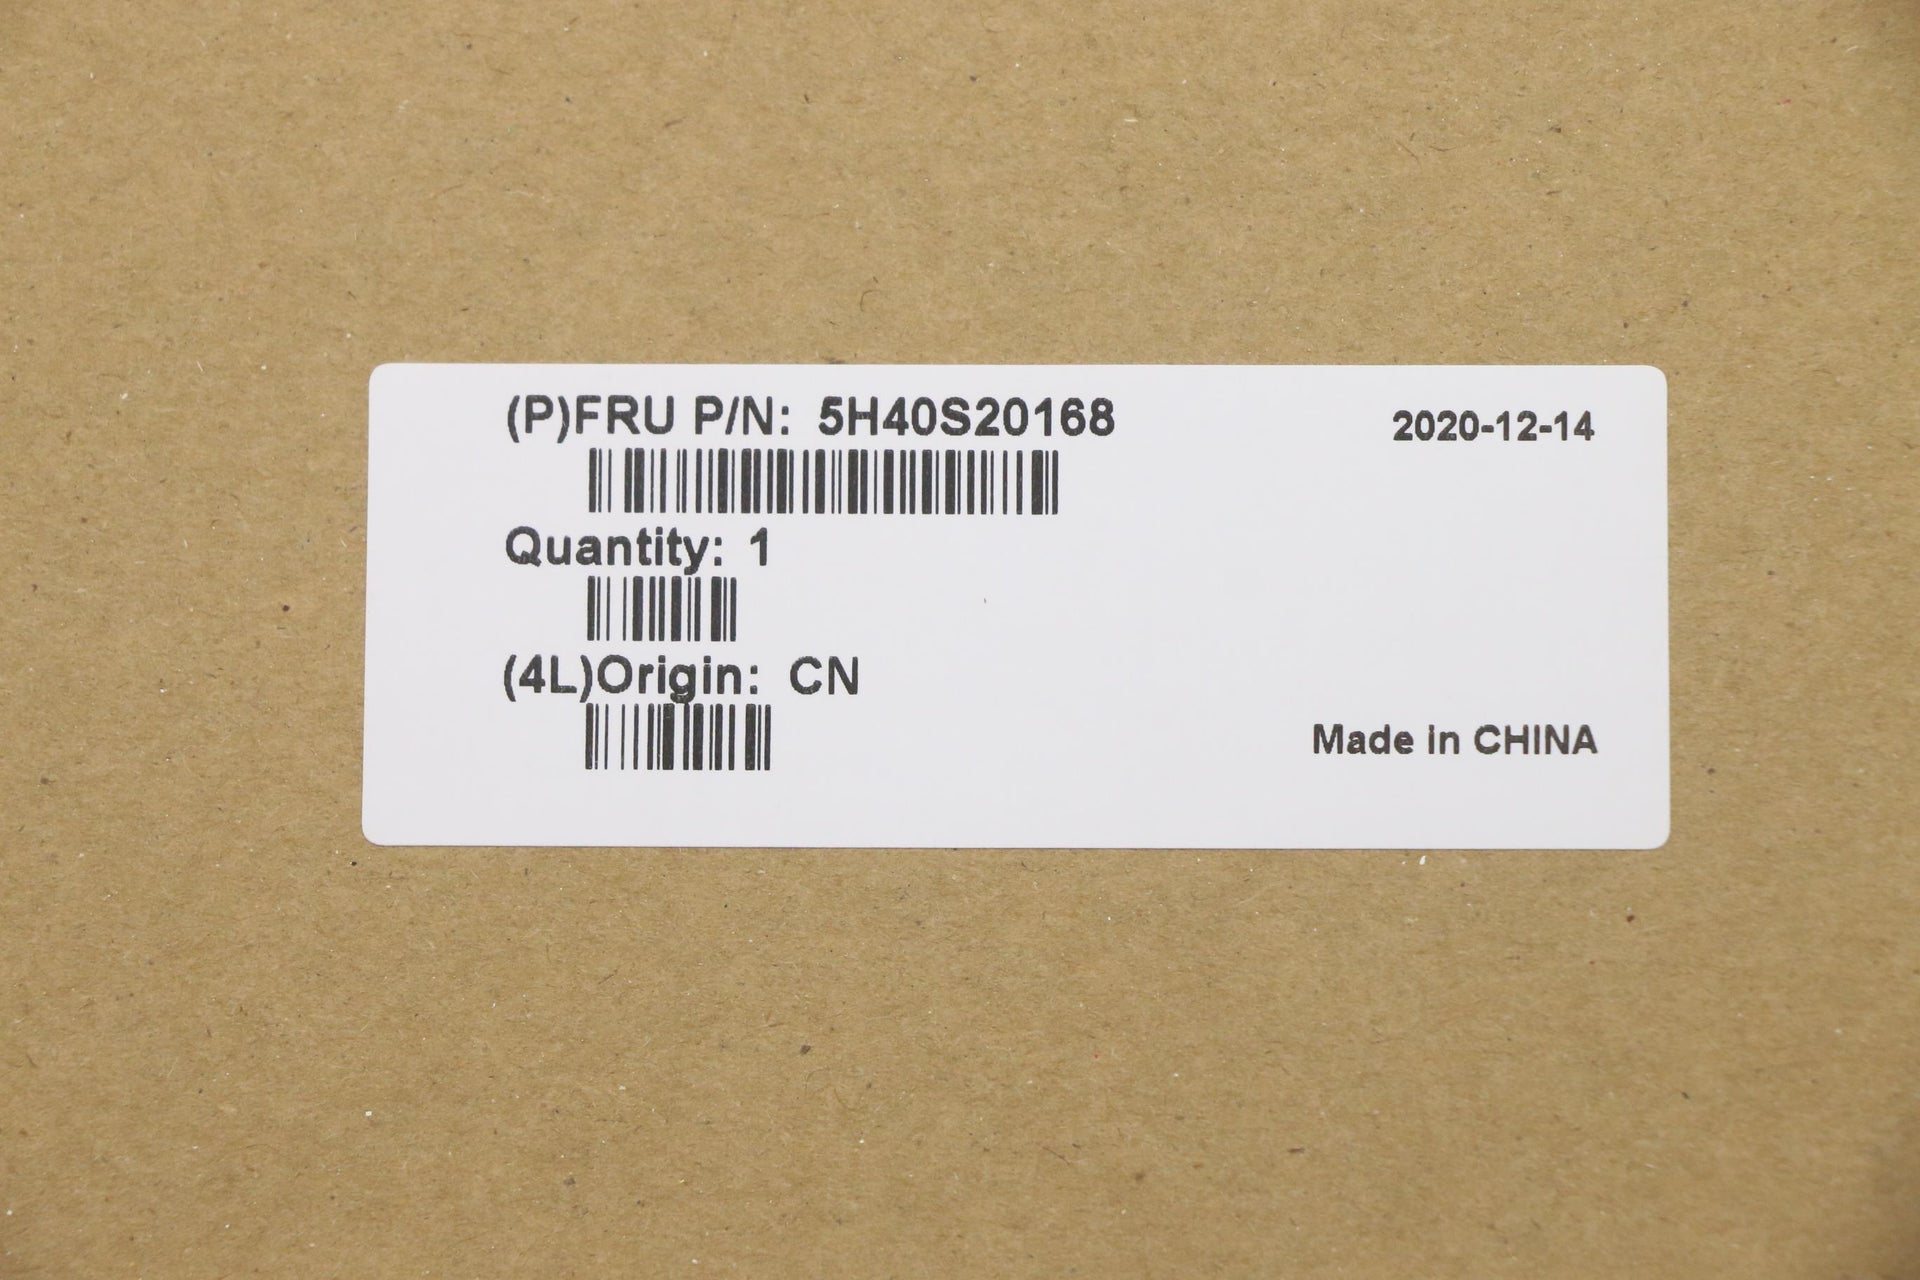 (P)FRU P/N: 5H40S20168
2020-12-14
Quantity: 1
(4L)Origin: CN
Made in CHINA